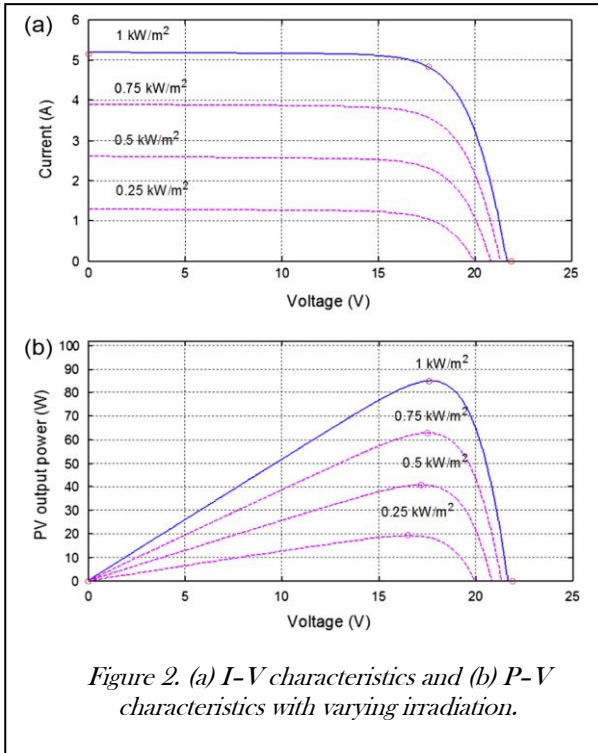 (a)
6
5
4
3
2
1
0
Current (A)
1 kW/m²
0.75 kW/m²
0.5 kW/m²
0.25 kW/m²
0 5 10 15 20 25
Voltage (V)
(b)
100
90
80
70
60
50
40
30
20
10
0
PV output power (W)
1 kW/m²
0.75 kW/m²
0.5 kW/m²
0.25 kW/m²
0 5 10 15 20 25
Voltage (V)
Figure 2. (a) I–V characteristics and (b) P–V
characteristics with varying irradiation.